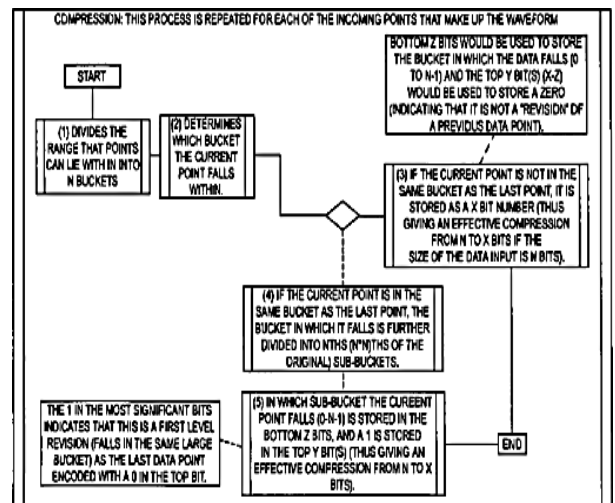 COMPRESSION: THIS PROCESS IS REPEATED FOR EACH OF THE INCOMING POINTS THAT MAKE UP THE WAVEFORM
START
(1) DIVIDES THE
RANGE THAT POINTS
CAN LIE WITH IN INTO
N BUCKETS
(2) DETERMINES
WHICH BUCKET
THE CURRENT
POINT FALLS
WITHIN.
BOTTOM Z BITS WOULD BE USED TO STORE
THE BUCKET IN WHICH THE DATA FALLS (0
TO N-1) AND THE TOP Y BIT(S) (X-Z)
WOULD BE USED TO STORE A ZERO
(INDICATING THAT IT IS NOT A "REVISION" OF
A PREVIOUS DATA POINT).
(3) IF THE CURRENT POINT IS NOT IN THE
SAME BUCKET AS THE LAST POINT, IT IS
STORED AS A X BIT NUMBER (THUS
GIVING AN EFFECTIVE COMPRESSION
FROM N TO X BITS IF THE
SIZE OF THE DATA INPUT IS N BITS).
(4) IF THE CURRENT POINT IS IN THE
SAME BUCKET AS THE LAST POINT, THE
BUCKET IN WHICH IT FALLS IS FURTHER
DIVIDED INTO NTHS (N*N)THS OF THE
ORIGINAL) SUB-BUCKETS.
(5) IN WHICH SUB-BUCKET THE CUREENT
POINT FALLS (0-N-1) IS STORED IN THE
BOTTOM Z BITS, AND A 1 IS STORED
IN THE TOP Y BIT(S) (THUS GIVING AN
EFFECTIVE COMPRESSION FROM N TO X
BITS).
THE 1 IN THE MOST SIGNIFICANT BITS
INDICATES THAT THIS IS A FIRST LEVEL
REVISION (FALLS IN THE SAME LARGE
BUCKET) AS THE LAST DATA POINT
ENCODED WITH A 0 IN THE TOP BIT.
END